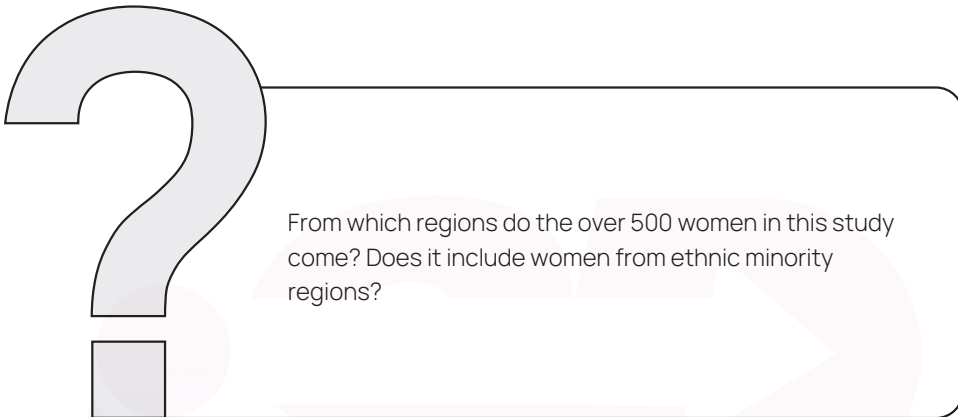 From which regions do the over 500 women in this study
come? Does it include women from ethnic minority
regions?